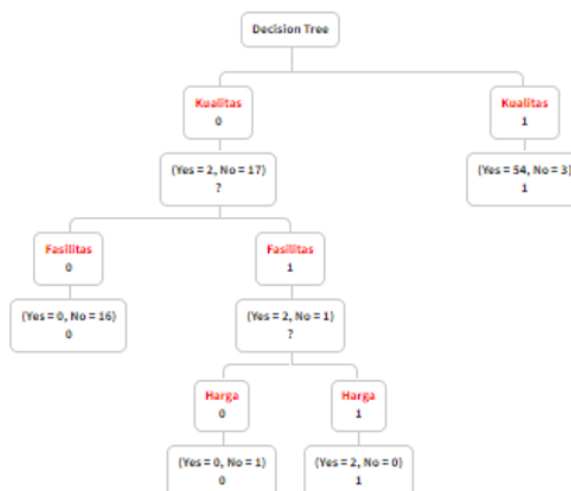 Decision Tree
Kualitas
0
Kualitas
1
(Yes = 2, No = 17)
?
(Yes = 54, No = 3)
1
Fasilitas
0
Fasilitas
1
(Yes = 0, No = 16)
0
(Yes = 2, No = 1)
?
Harga
0
Harga
1
(Yes = 0, No = 1)
0
(Yes = 2, No = 0)
1